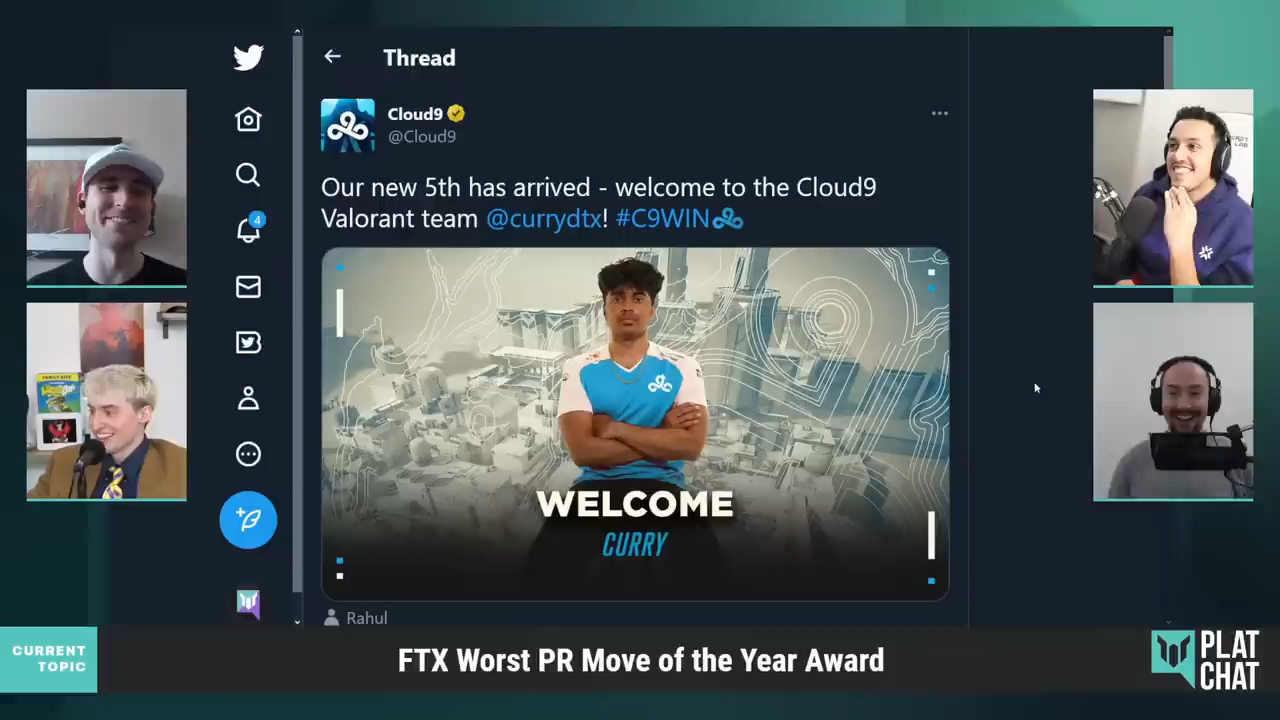 Thread
Cloud9
@Cloud9
Our new 5th has arrived - welcome to the Cloud9
Valorant team @currydtx! #C9WIN
4
WELCOME
CURRY
Rahul
CURRENT
TOPIC
FTX Worst PR Move of the Year Award
PLAT
CHAT